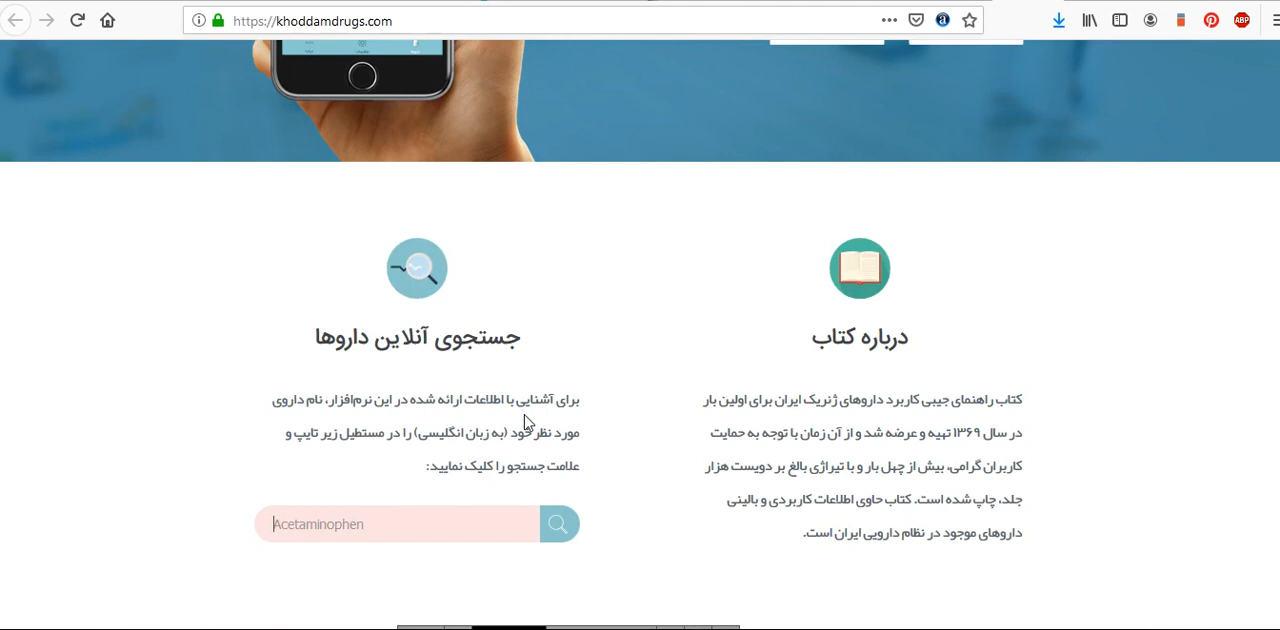 https://khoddamdrugs.com
ABP
درباره کتاب
کتاب راهنمای جیبی کاربرد داروهای ژنریک ایران برای اولین بار
در سال ۱۳۶۹ تهیه و عرضه شد و از آن زمان با توجه به حمایت
کاربران گرامی، بیش از چهل بار و با تیراژی بالغ بر دویست هزار
جلد، چاپ شده است. کتاب حاوی اطلاعات کاربردی و بالینی
داروهای موجود در نظام دارویی ایران است.
جستجوی آنلاین داروها
برای آشنایی با اطلاعات ارائه شده در این نرم‌افزار، نام داروی
مورد نظر خود (به زبان انگلیسی) را در مستطیل زیر تایپ و
علامت جستجو را کلیک نمایید:
Acetaminophen